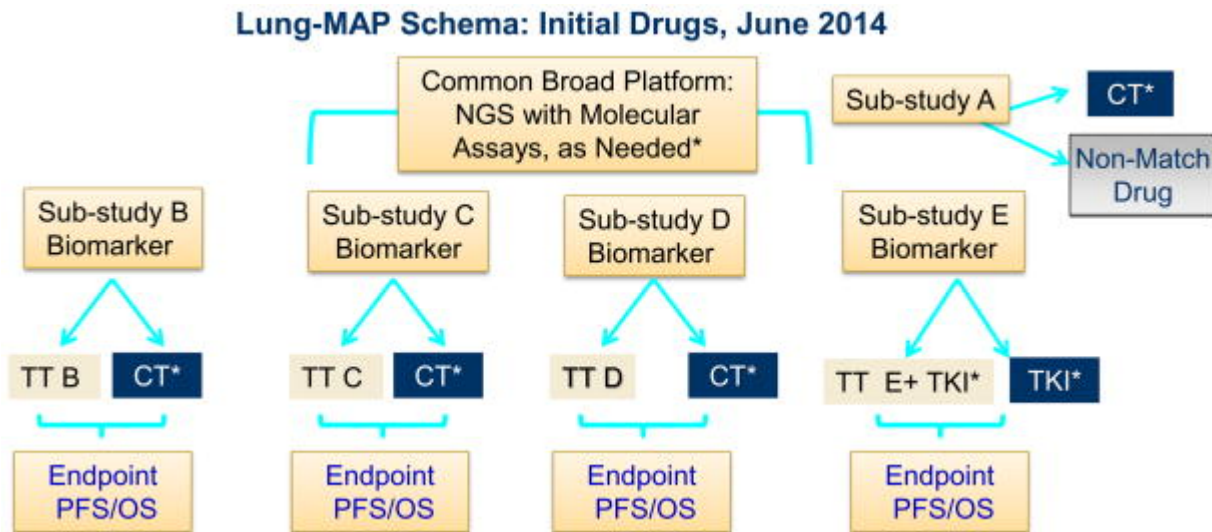 Lung-MAP Schema: Initial Drugs, June 2014
Common Broad Platform:
NGS with Molecular
Assays, as Needed*
Sub-study A
CT*
Non-Match
Drug
Sub-study B
Biomarker
Sub-study C
Biomarker
Sub-study D
Biomarker
Sub-study E
Biomarker
TT B
CT*
TT C
CT*
TT D
CT*
TT E+ TKI*
TKI*
Endpoint
PFS/OS
Endpoint
PFS/OS
Endpoint
PFS/OS
Endpoint
PFS/OS